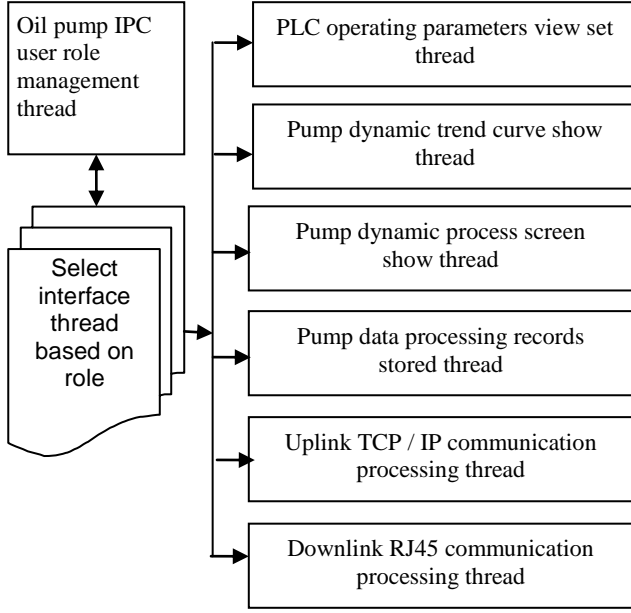 Oil pump IPC
user role
management
thread
Select
interface
thread
based on
role
PLC operating parameters view set
thread
Pump dynamic trend curve show
thread
Pump dynamic process screen
show thread
Pump data processing records
stored thread
Uplink TCP / IP communication
processing thread
Downlink RJ45 communication
processing thread